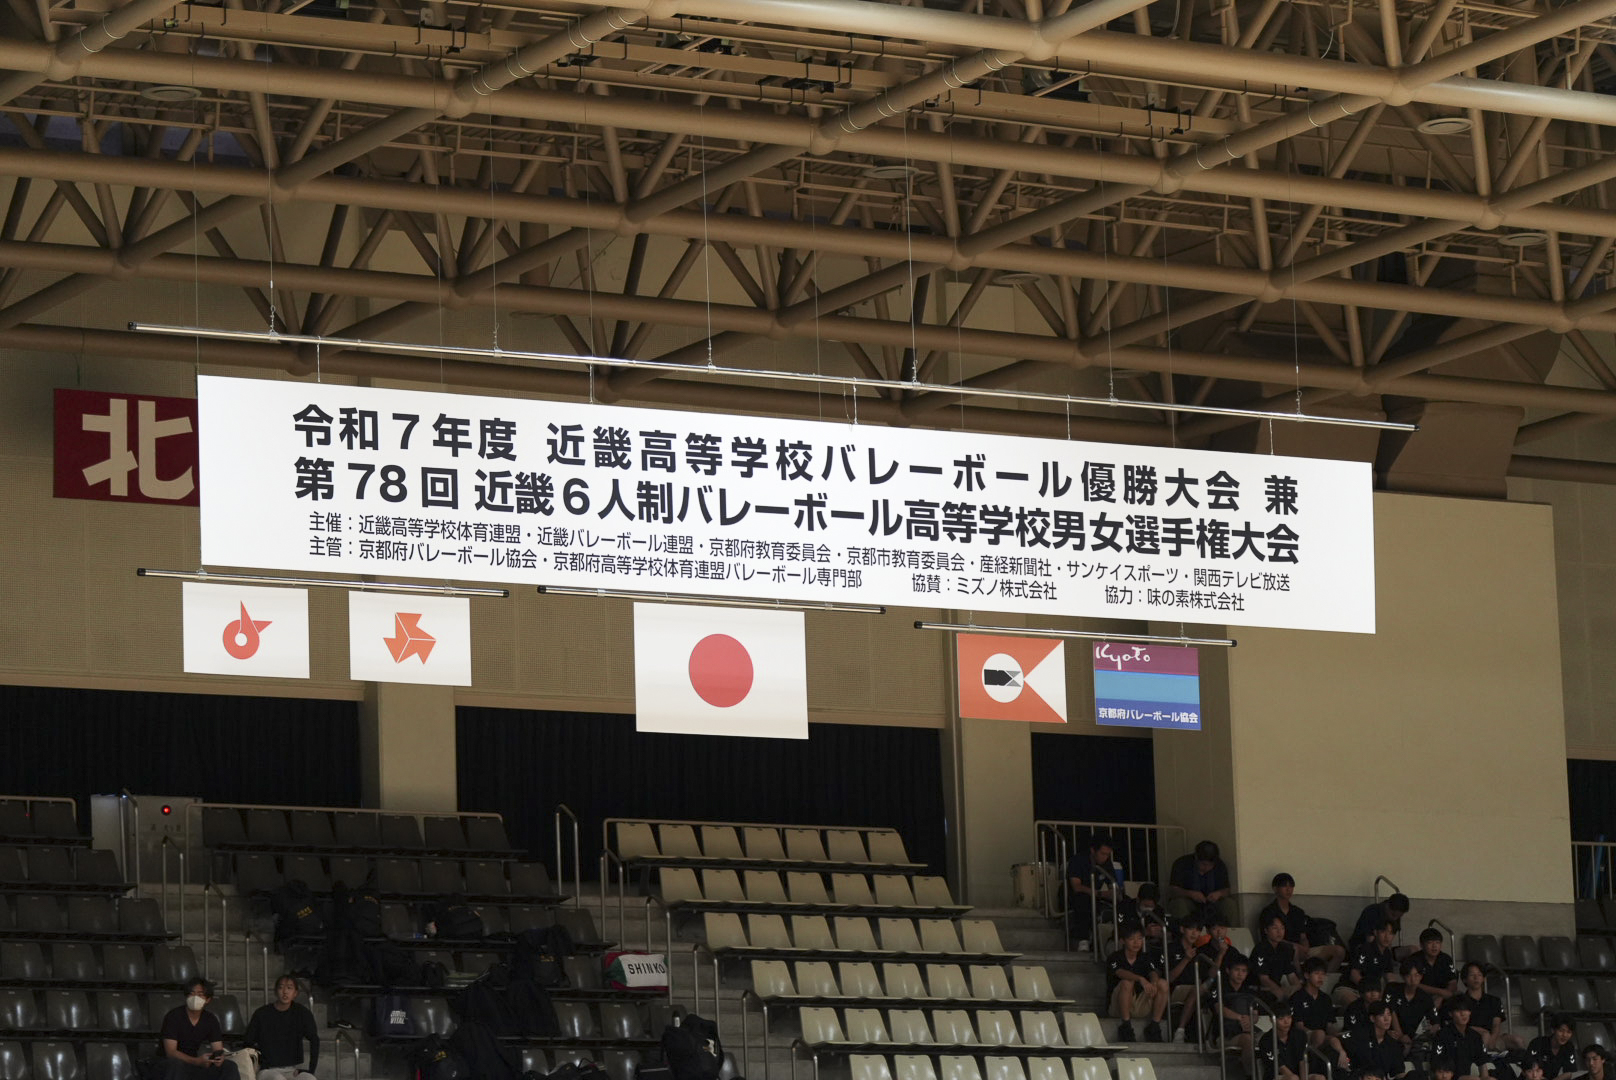 北
令和7年度 近畿高等学校バレーボール優勝大会 兼
第78回 近畿6人制バレーボール高等学校男女選手権大会
主催：近畿高等学校体育連盟・近畿バレーボール連盟・京都府教育委員会・京都市教育委員会・産経新聞社・サンケイスポーツ・関西テレビ放送
主管：京都府バレーボール協会・京都府高等学校体育連盟バレーボール専門部 協賛：ミズノ株式会社 協力：味の素株式会社
Kyoto
京都府バレーボール協会
SHINKO